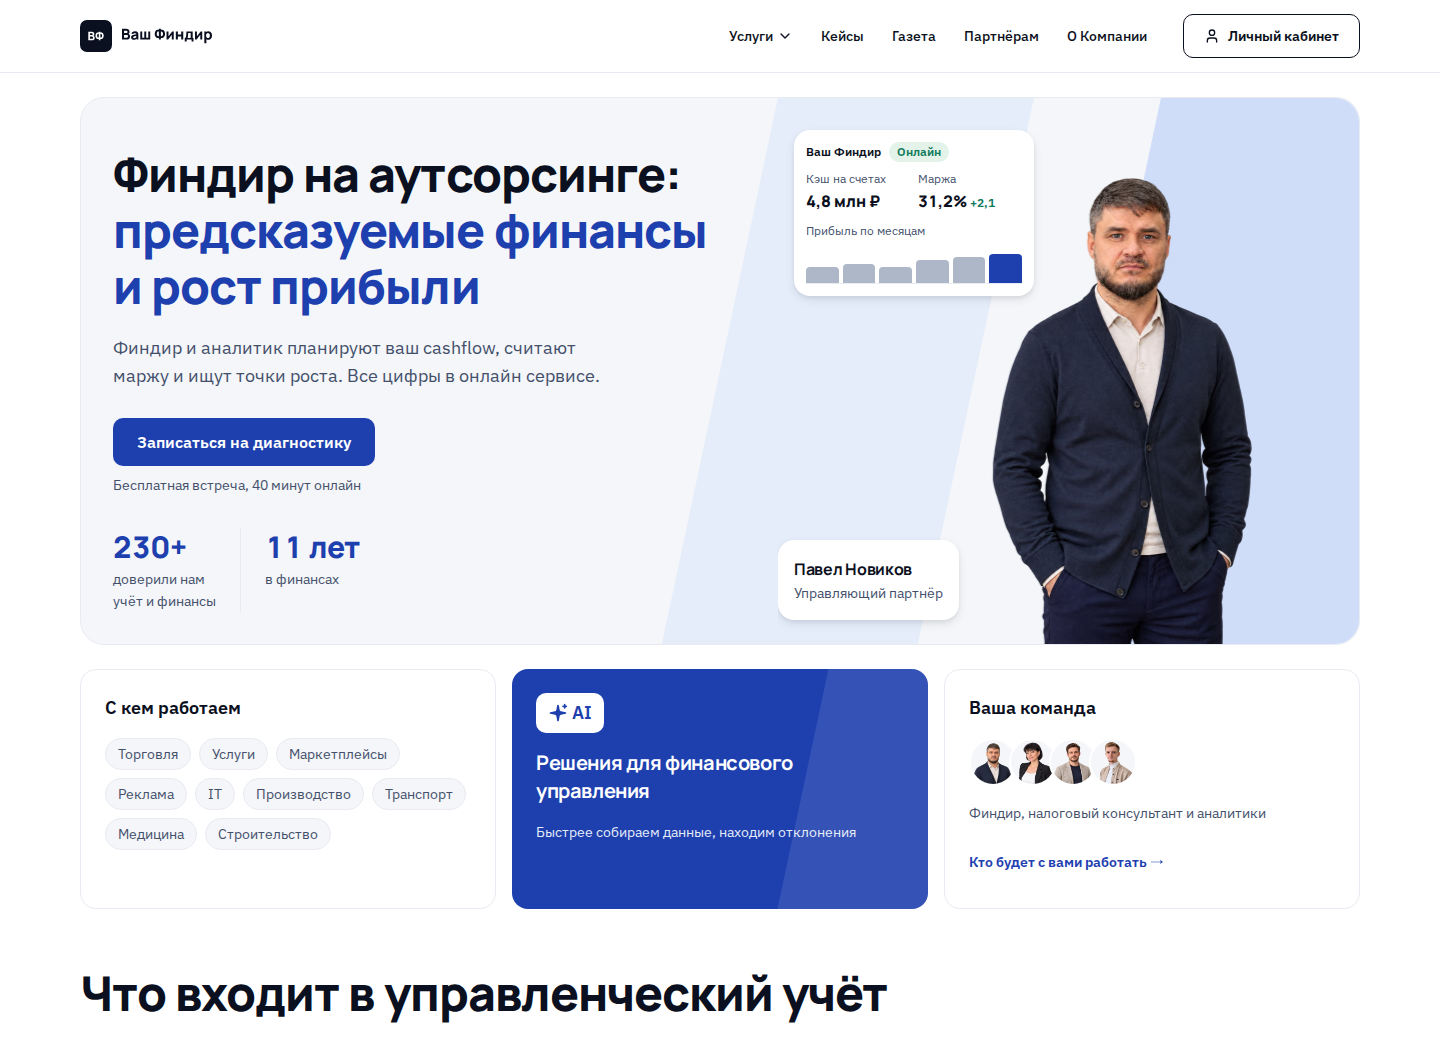 ВФ
Ваш Финдир
Услуги
Кейсы
Газета
Партнёрам
О Компании
Личный кабинет
Финдир на аутсорсинге:
предсказуемые финансы
и рост прибыли
Финдир и аналитик планируют ваш cashflow, считают
маржу и ищут точки роста. Все цифры в онлайн сервисе.
Записаться на диагностику
Бесплатная встреча, 40 минут онлайн
230+
доверили нам
учёт и финансы
11 лет
в финансах
Ваш Финдир
Онлайн
Кэш на счетах
4,8 млн ₽
Маржа
31,2% +2,1
Прибыль по месяцам
Павел Новиков
Управляющий партнёр
С кем работаем
Торговля
Услуги
Маркетплейсы
Реклама
IT
Производство
Транспорт
Медицина
Строительство
AI
Решения для финансового
управления
Быстрее собираем данные, находим отклонения
Ваша команда
Финдир, налоговый консультант и аналитики
Кто будет с вами работать →
Что входит в управленческий учёт